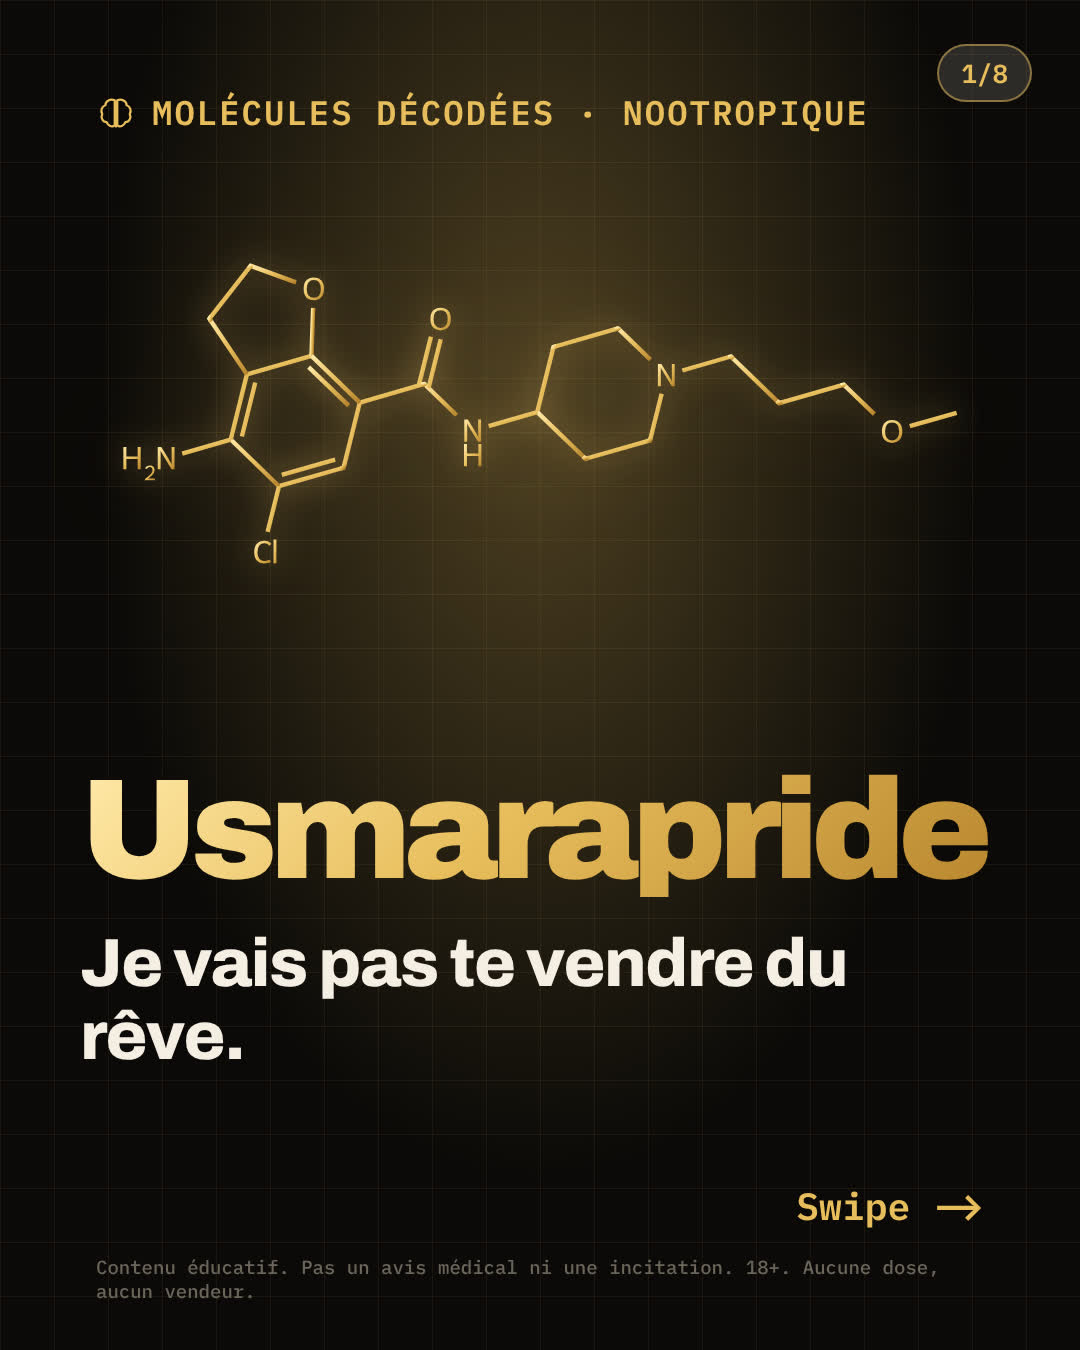 1/8
MOLÉCULES DÉCODÉES · NOOTROPIQUE
O
O
N
N
H
O
H2N
Cl
Usmarapride
Je vais pas te vendre du
rêve.
Swipe →
Contenu éducatif. Pas un avis médical ni une incitation. 18+. Aucune dose,
aucun vendeur.